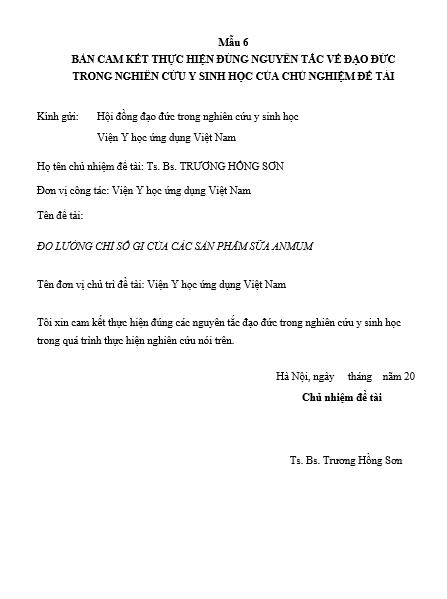 Mẫu 6
BẢN CAM KẾT THỰC HIỆN ĐÚNG NGUYÊN TẮC VỀ ĐẠO ĐỨC
TRONG NGHIÊN CỨU Y SINH HỌC CỦA CHỦ NGHIỆM ĐỀ TÀI
Kính gửi: Hội đồng đạo đức trong nghiên cứu y sinh học
Viện Y học ứng dụng Việt Nam
Họ tên chủ nhiệm đề tài: Ts. Bs. TRƯƠNG HỒNG SƠN
Đơn vị công tác: Viện Y học ứng dụng Việt Nam
Tên đề tài:
ĐO LƯỜNG CHỈ SỐ GI CỦA CÁC SẢN PHẨM SỮA ANMUM
Tên đơn vị chủ trì đề tài: Viện Y học ứng dụng Việt Nam
Tôi xin cam kết thực hiện đúng các nguyên tắc đạo đức trong nghiên cứu y sinh học
trong quá trình thực hiện nghiên cứu nói trên.
Hà Nội, ngày tháng năm 20
Chủ nhiệm đề tài
Ts. Bs. Trương Hồng Sơn